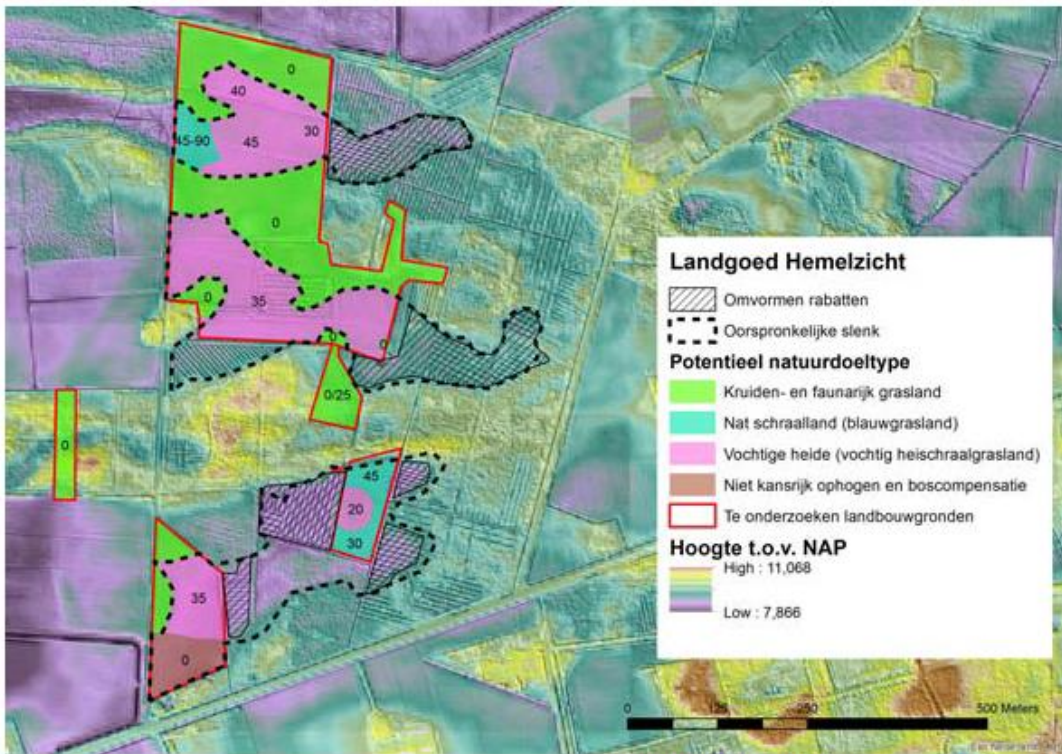 0
40
30
45-90
45
0
0
35
0
0
0/25
0
45
20
30
35
0
Landgoed Hemelzicht
Omvormen rabatten
Oorspronkelijke slenk
Potentieel natuurdoeltype
Kruiden- en faunarijk grasland
Nat schraalland (blauwgrasland)
Vochtige heide (vochtig heischraalgrasland)
Niet kansrijk ophogen en boscompensatie
Te onderzoeken landbouwgronden
Hoogte t.o.v. NAP
High : 11,068
Low : 7,866
0 125 250 500 Meters